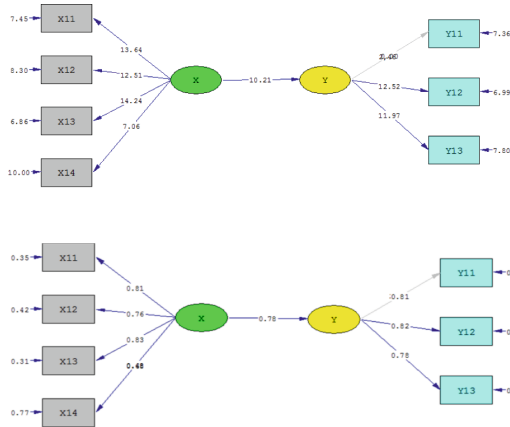 7.45 X11 7.36
Y11
13.64
8.30 X12 12.51 X 10.21 Y 12.52 Y12 6.99
14.24 11.97
6.86 X13
7.06 Y13 7.80
10.00 X14
0.35 X11 Y11 0
0.81 0.81
0.42 X12 0.76 X 0.78 Y 0.82 Y12 0
0.83 0.78
0.31 X13
Y13 0
0.77 X14